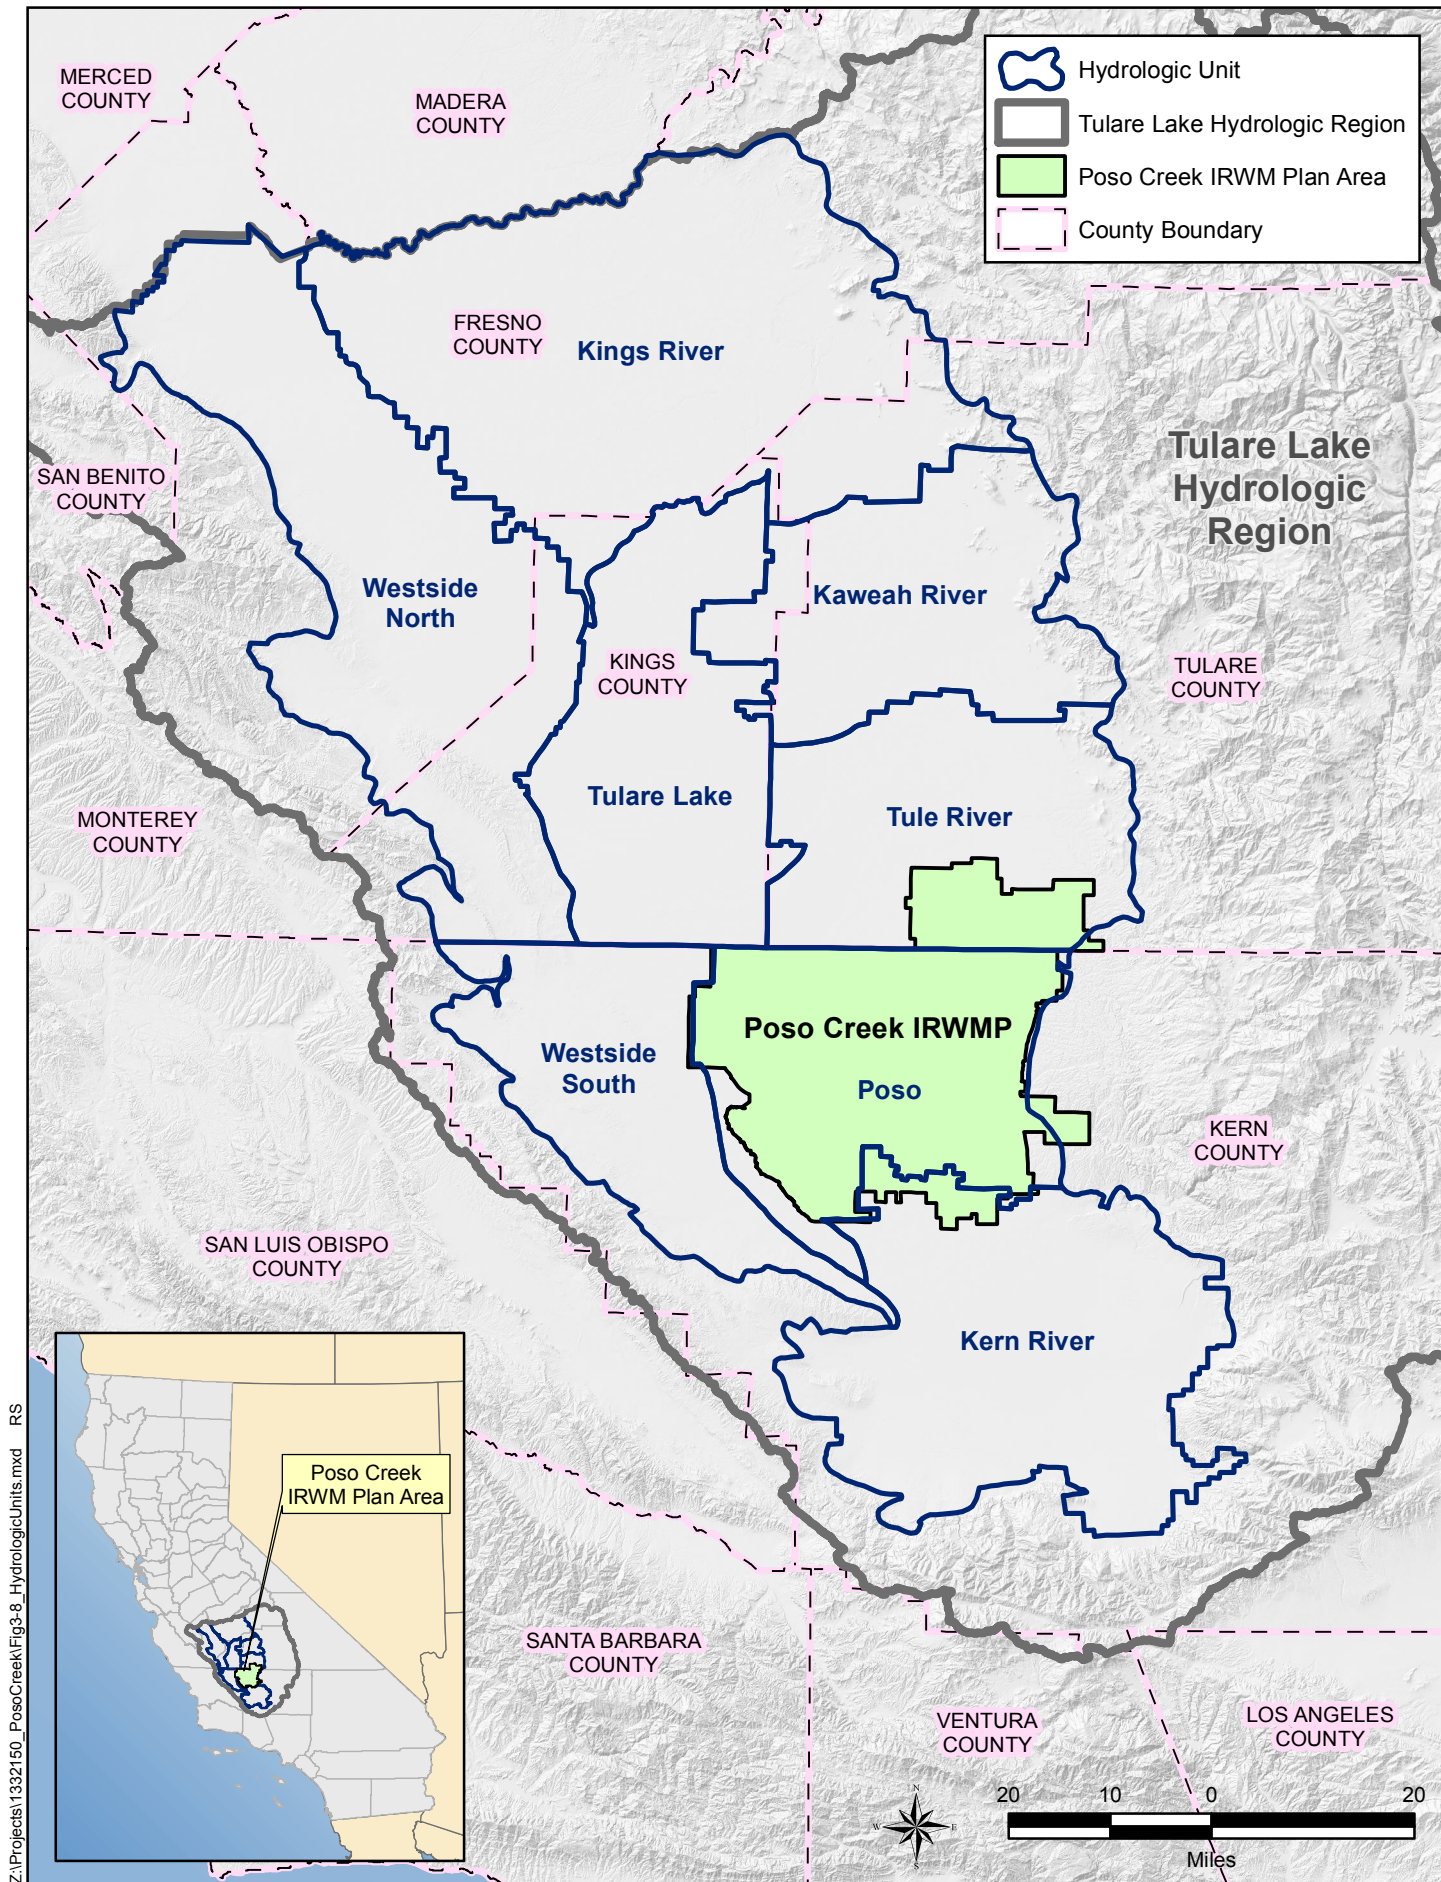 MERCED
COUNTY
MADERA
COUNTY
Hydrologic Unit
Tulare Lake Hydrologic Region
Poso Creek IRWM Plan Area
County Boundary
FRESNO
COUNTY
Kings River
Tulare Lake
Hydrologic
Region
SAN BENITO
COUNTY
Westside
North
Kaweah River
KINGS
COUNTY
TULARE
COUNTY
Tulare Lake
Tule River
MONTEREY
COUNTY
Poso Creek IRWMP
Westside
South
Poso
KERN
COUNTY
SAN LUIS OBISPO
COUNTY
Kern River
Poso Creek
IRWM Plan Area
SANTA BARBARA
COUNTY
VENTURA
COUNTY
LOS ANGELES
COUNTY
N
W
E
S
20 10 0 20
Miles
Z:\Projects\1332150_PosoCreek\Fig3-8_HydrologicUnits.mxd RS